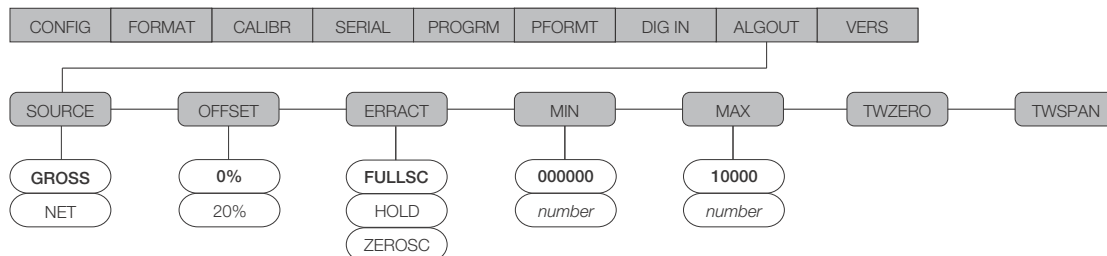 CONFIG FORMAT CALIBR SERIAL PROGRM PFORMT DIG IN ALGOUT VERS
SOURCE OFFSET ERRACT MIN MAX TWZERO TWSPAN
GROSS 0% FULLSC 000000 10000
NET 20% HOLD number number
ZEROSC